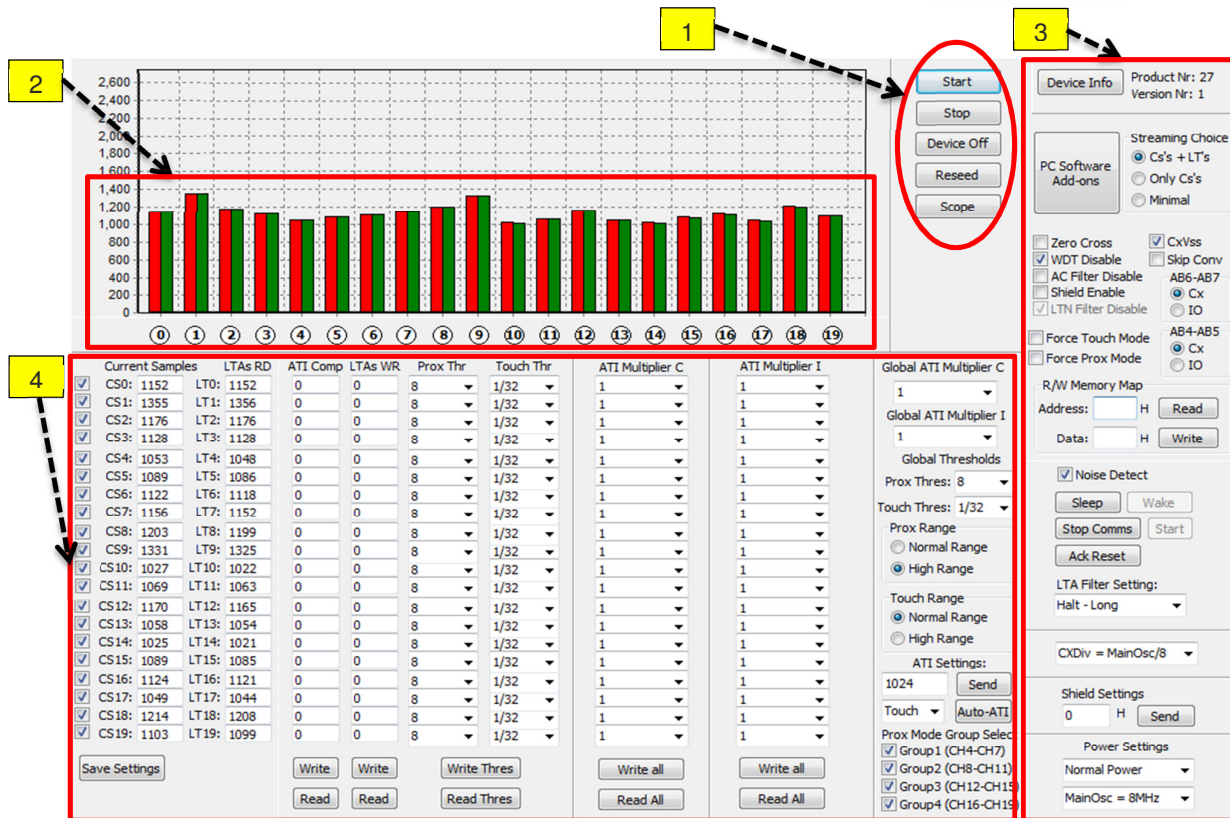 1
3
2
2,600
2,400
2,200
2,000
1,800
1,600
1,400
1,200
1,000
800
600
400
200
0
0 1 2 3 4 5 6 7 8 9 10 11 12 13 14 15 16 17 18 19
Start
Stop
Device Off
Reseed
Scope
Device Info
Product Nr: 27
Version Nr: 1
PC Software
Add-ons
Streaming Choice
Cs's + LT's
Only Cs's
Minimal
Zero Cross
CxVss
WDT Disable
Skip Conv
AC Filter Disable
AB6-AB7
Shield Enable
Cx
LTN Filter Disable
IO
Force Touch Mode
AB4-AB5
Cx
Force Prox Mode
IO
R/W Memory Map
Address: H Read
Data: H Write
Noise Detect
Sleep Wake
Stop Comms Start
Ack Reset
LTA Filter Setting:
Halt - Long
CXDiv = MainOsc/8
Shield Settings
0 H Send
Power Settings
Normal Power
MainOsc = 8MHz
4
Current Samples LTAs RD ATI Comp LTAs WR Prox Thr Touch Thr ATI Multiplier C ATI Multiplier I
CS0: 1152 LT0: 1152 0 0 8 1/32 1 1
CS1: 1355 LT1: 1356 0 0 8 1/32 1 1
CS2: 1176 LT2: 1176 0 0 8 1/32 1 1
CS3: 1128 LT3: 1128 0 0 8 1/32 1 1
CS4: 1053 LT4: 1048 0 0 8 1/32 1 1
CS5: 1089 LT5: 1086 0 0 8 1/32 1 1
CS6: 1122 LT6: 1118 0 0 8 1/32 1 1
CS7: 1156 LT7: 1152 0 0 8 1/32 1 1
CS8: 1203 LT8: 1199 0 0 8 1/32 1 1
CS9: 1331 LT9: 1325 0 0 8 1/32 1 1
CS10: 1027 LT10: 1022 0 0 8 1/32 1 1
CS11: 1069 LT11: 1063 0 0 8 1/32 1 1
CS12: 1170 LT12: 1165 0 0 8 1/32 1 1
CS13: 1058 LT13: 1054 0 0 8 1/32 1 1
CS14: 1025 LT14: 1021 0 0 8 1/32 1 1
CS15: 1089 LT15: 1085 0 0 8 1/32 1 1
CS16: 1124 LT16: 1121 0 0 8 1/32 1 1
CS17: 1049 LT17: 1044 0 0 8 1/32 1 1
CS18: 1214 LT18: 1208 0 0 8 1/32 1 1
CS19: 1103 LT19: 1099 0 0 8 1/32 1 1
Save Settings Write Write Write Thres Write all Write all
Read Read Read Thres Read All Read All
Global ATI Multiplier C
1
Global ATI Multiplier I
1
Global Thresholds
Prox Thres: 8
Touch Thres: 1/32
Prox Range
Normal Range
High Range
Touch Range
Normal Range
High Range
ATI Settings:
1024 Send
Touch Auto-ATI
Prox Mode Group Selec
Group1 (CH4-CH7)
Group2 (CH8-CH11)
Group3 (CH12-CH15)
Group4 (CH16-CH19)